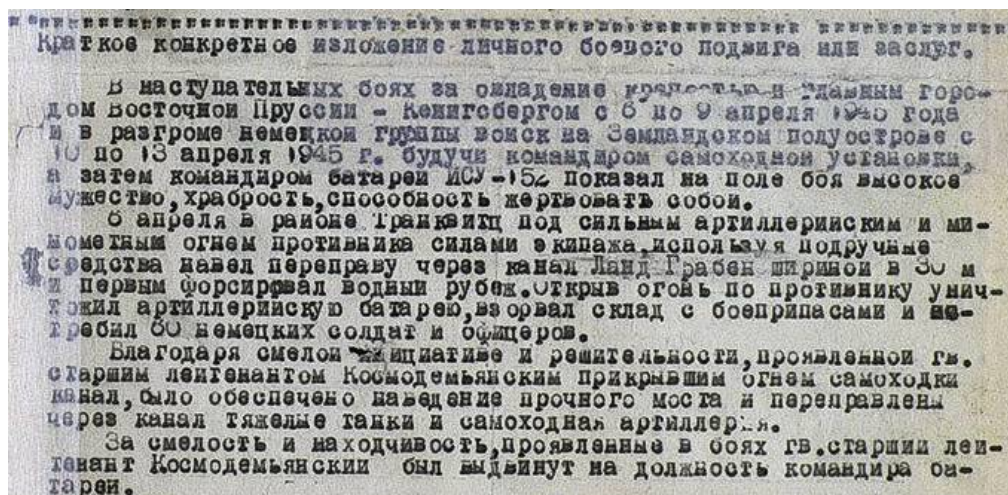 Краткое конкретное изложение личного боевого подвига или заслуг.
В наступательных боях за овладение крепостью и главным горо-
дом Восточной Пруссии - Кенигсбергом с 6 по 9 апреля 1945 года
и в разгроме немецкой группы войск на Земландском полуострове с
10 по 13 апреля 1945 г. будучи командиром самоходной установки,
а затем командиром батареи ИСУ-152 показал на поле боя высокое
мужество,храбрость,способность жертвовать собой.
6 апреля в районе Транквитц под сильным артиллерийским и ми-
нометным огнем противника силами экипажа,используя подручные
средства навел переправу через канал Ланд Грабен шириной в 30 м
и первым форсировал водный рубеж.Открыв огонь по противнику унич-
тожил артиллерийскую батарею,взорвал склад с боеприпасами и ис-
требил 60 немецких солдат и офицеров.
Благодаря смелой инициативе и решительности,проявленной гв.
старшим лейтенантом Космодемьянским прикрывшим огнем самоходки
канал,было обеспечено наведение прочного моста и переправлены
через канал тяжелые танки и самоходная артиллерия.
За смелость и находчивость,проявленные в боях гв.старший лей-
тенант Космодемьянский был выдвинут на должность командира ба-
тареи.